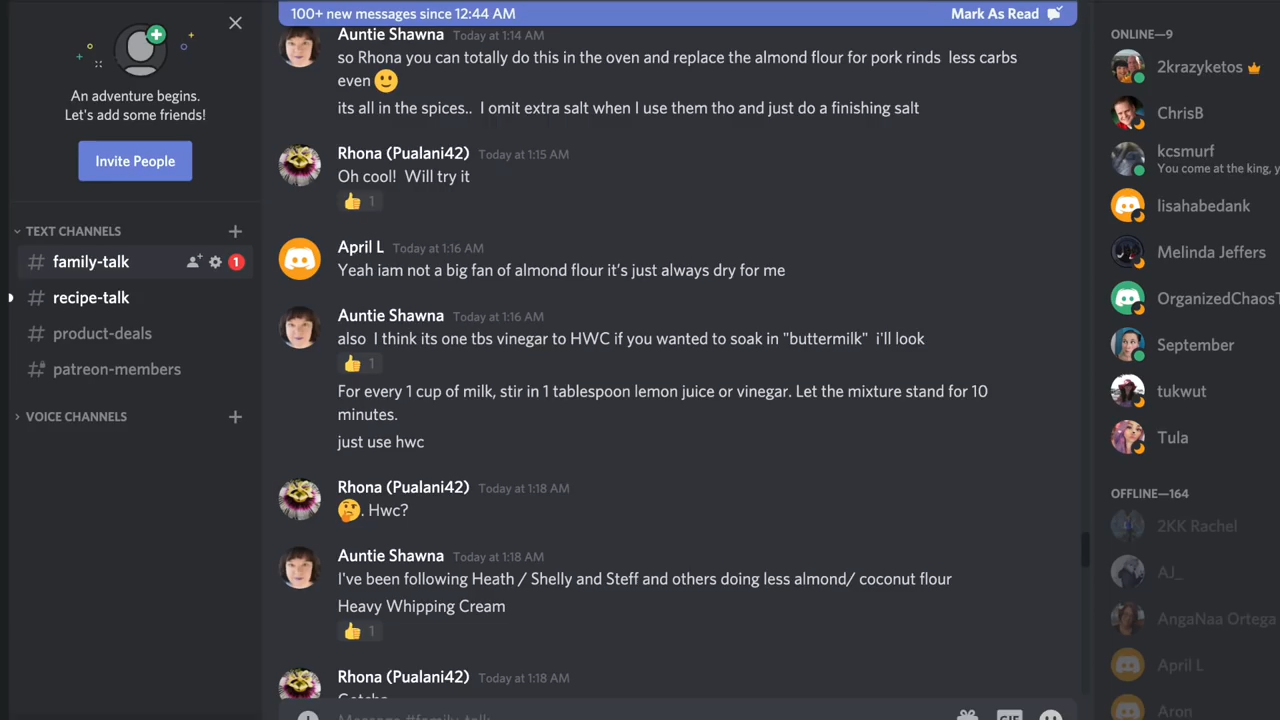 100+ new messages since 12:44 AM
Mark As Read
An adventure begins.
Let's add some friends!
Invite People
TEXT CHANNELS
family-talk
1
recipe-talk
product-deals
patreon-members
VOICE CHANNELS
Auntie Shawna Today at 1:14 AM
so Rhona you can totally do this in the oven and replace the almond flour for pork rinds less carbs
even 🙂
its all in the spices.. I omit extra salt when I use them tho and just do a finishing salt
Rhona (Pualani42) Today at 1:15 AM
Oh cool! Will try it
👍 1
April L Today at 1:16 AM
Yeah iam not a big fan of almond flour it’s just always dry for me
Auntie Shawna Today at 1:16 AM
also I think its one tbs vinegar to HWC if you wanted to soak in "buttermilk" i'll look
👍 1
For every 1 cup of milk, stir in 1 tablespoon lemon juice or vinegar. Let the mixture stand for 10
minutes.
just use hwc
Rhona (Pualani42) Today at 1:18 AM
🤔. Hwc?
Auntie Shawna Today at 1:18 AM
I've been following Heath / Shelly and Steff and others doing less almond/ coconut flour
Heavy Whipping Cream
👍 1
Rhona (Pualani42) Today at 1:18 AM
Gotcha
Message #family-talk
GIF
ONLINE—9
2krazyketos
ChrisB
kcsmurf
You come at the king, y
lisahabedank
Melinda Jeffers
OrganizedChaosT
September
tukwut
Tula
OFFLINE—164
2KK Rachel
AJ_
AngaNaa Ortega
April L
Aron